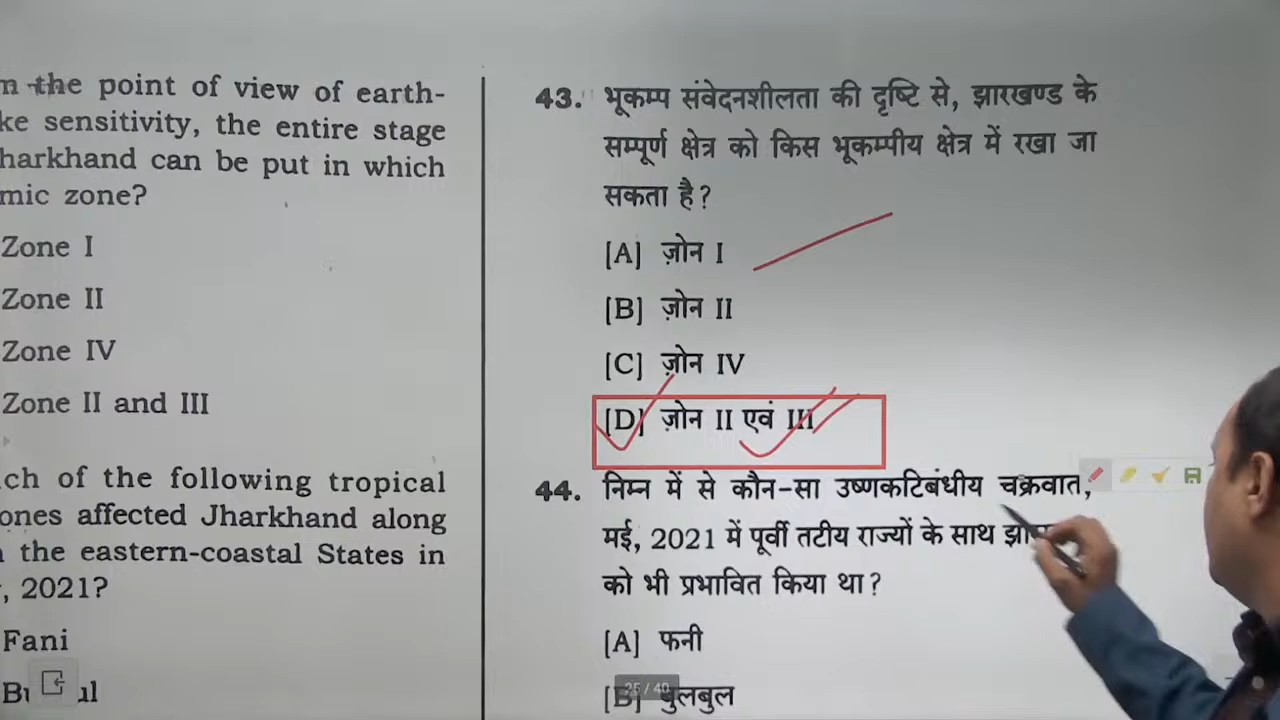 the point of view of earth-
ke sensitivity, the entire stage
harkhand can be put in which
mic zone?
Zone I
Zone II
Zone IV
Zone II and III
ch of the following tropical
ones affected Jharkhand along
the eastern-coastal States in
, 2021?
Fani
43. भूकम्प संवेदनशीलता की दृष्टि से, झारखण्ड के
सम्पूर्ण क्षेत्र को किस भूकम्पीय क्षेत्र में रखा जा
सकता है?
[A] ज़ोन I
[B] ज़ोन II
[C] ज़ोन IV
[D] ज़ोन II एवं III
44. निम्न में से कौन-सा उष्णकटिबंधीय चक्रवात,
मई, 2021 में पूर्वी तटीय राज्यों के साथ
को भी प्रभावित किया था?
[A] फनी
[B] बुलबुल
25 / 40